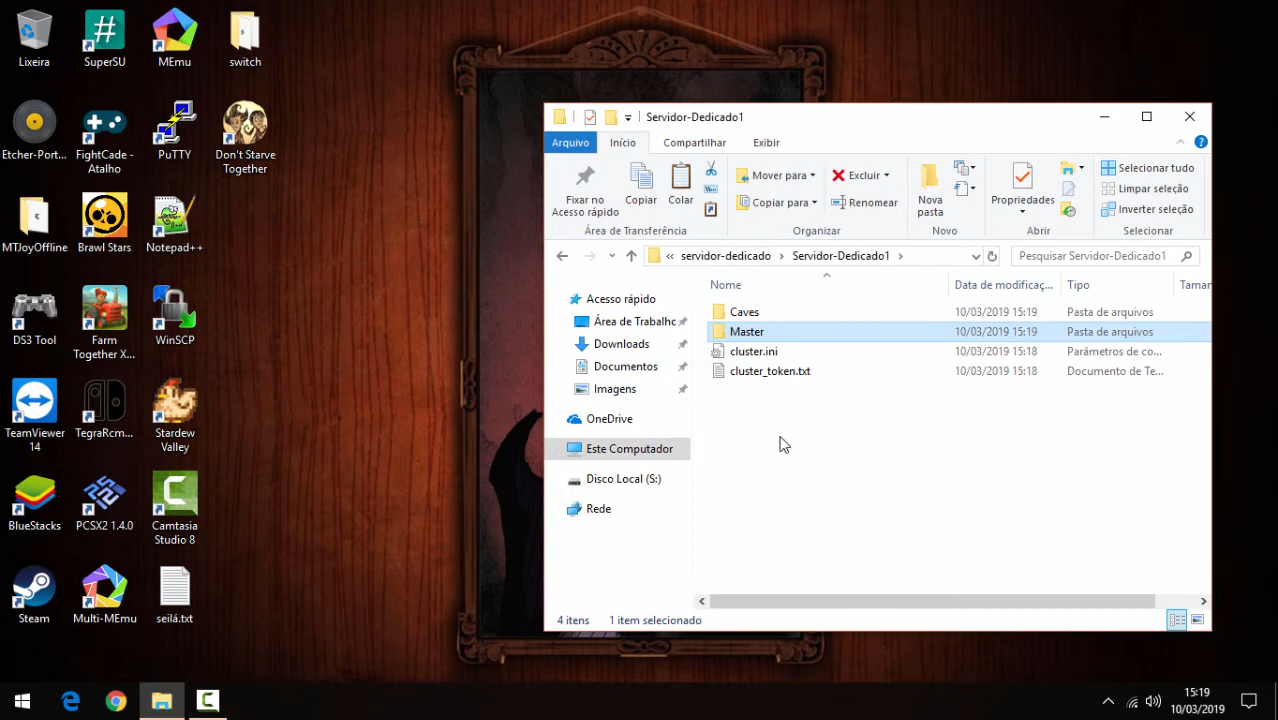 Lixeira
SuperSU
MEmu
switch
Etcher-Port...
FightCade -
Atalho
PuTTY
Don't Starve
Together
MTJoyOffline
Brawl Stars
Notepad++
DS3 Tool
Farm
Together X...
WinSCP
TeamViewer
14
TegraRcm...
Stardew
Valley
BlueStacks
PCSX2 1.4.0
Camtasia
Studio 8
Steam
Multi-MEmu
seilá.txt
Servidor-Dedicado1
Arquivo
Início
Compartilhar
Exibir
Fixar no
Acesso rápido
Copiar
Colar
Mover para
Copiar para
Excluir
Renomear
Nova
pasta
Propriedades
Selecionar tudo
Limpar seleção
Inverter seleção
Área de Transferência
Organizar
Novo
Abrir
Selecionar
« servidor-dedicado > Servidor-Dedicado1 >
Pesquisar Servidor-Dedicado1
Nome
Data de modificaç...
Tipo
Taman
Acesso rápido
Área de Trabalho
Downloads
Documentos
Imagens
OneDrive
Este Computador
Disco Local (S:)
Rede
Caves 10/03/2019 15:19 Pasta de arquivos
Master 10/03/2019 15:19 Pasta de arquivos
cluster.ini 10/03/2019 15:18 Parâmetros de co...
cluster_token.txt 10/03/2019 15:18 Documento de Te...
4 itens
1 item selecionado
15:19
10/03/2019